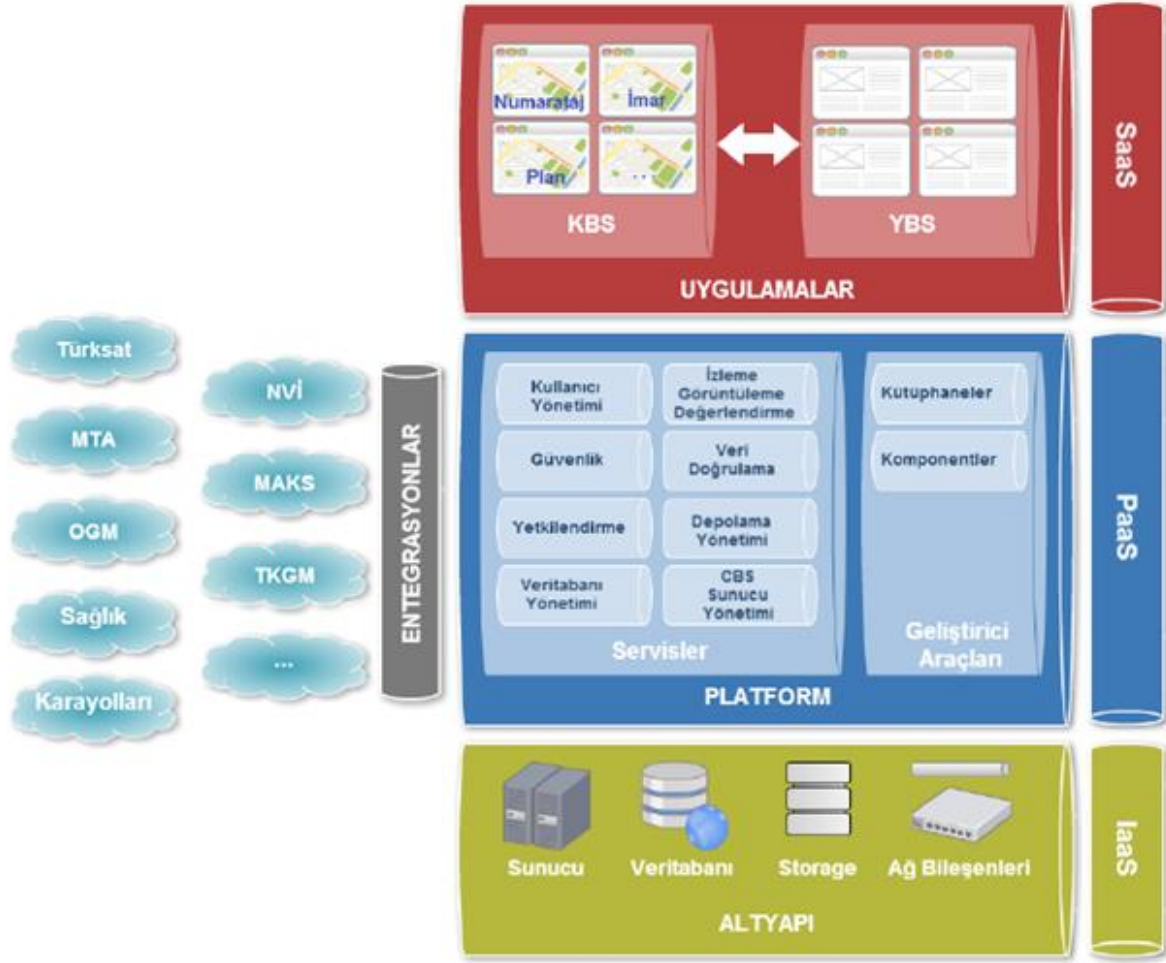 Numarataj
İmar
Plan
. .
KBS
YBS
UYGULAMALAR
SaaS
Türksat
MTA
OGM
Sağlık
Karayolları
NVİ
MAKS
TKGM
...
ENTEGRASYONLAR
Kullanıcı
Yönetimi
İzleme
Görüntüleme
Değerlendirme
Güvenlik
Veri
Doğrulama
Yetkilendirme
Depolama
Yönetimi
Veritabanı
Yönetimi
CBS
Sunucu
Yönetimi
Servisler
Kütüphaneler
Komponentler
Geliştirici
Araçları
PLATFORM
PaaS
Sunucu
Veritabanı
Storage
Ağ Bileşenleri
ALTYAPI
IaaS